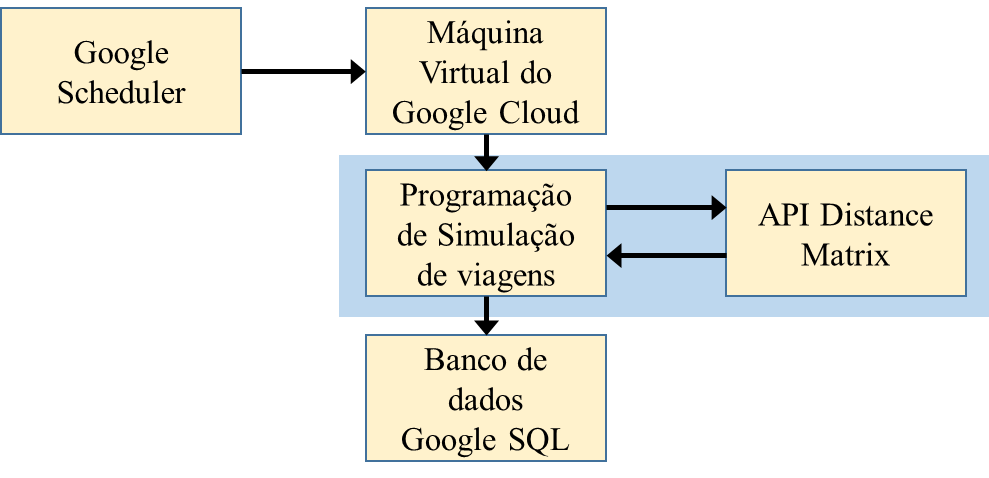 Google
Scheduler
Máquina
Virtual do
Google Cloud
Programação
de Simulação
de viagens
API Distance
Matrix
Banco de
dados
Google SQL